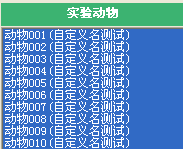 实验动物
动物001(自定义名测试)
动物002(自定义名测试)
动物003(自定义名测试)
动物004(自定义名测试)
动物005(自定义名测试)
动物006(自定义名测试)
动物007(自定义名测试)
动物008(自定义名测试)
动物009(自定义名测试)
动物010(自定义名测试)